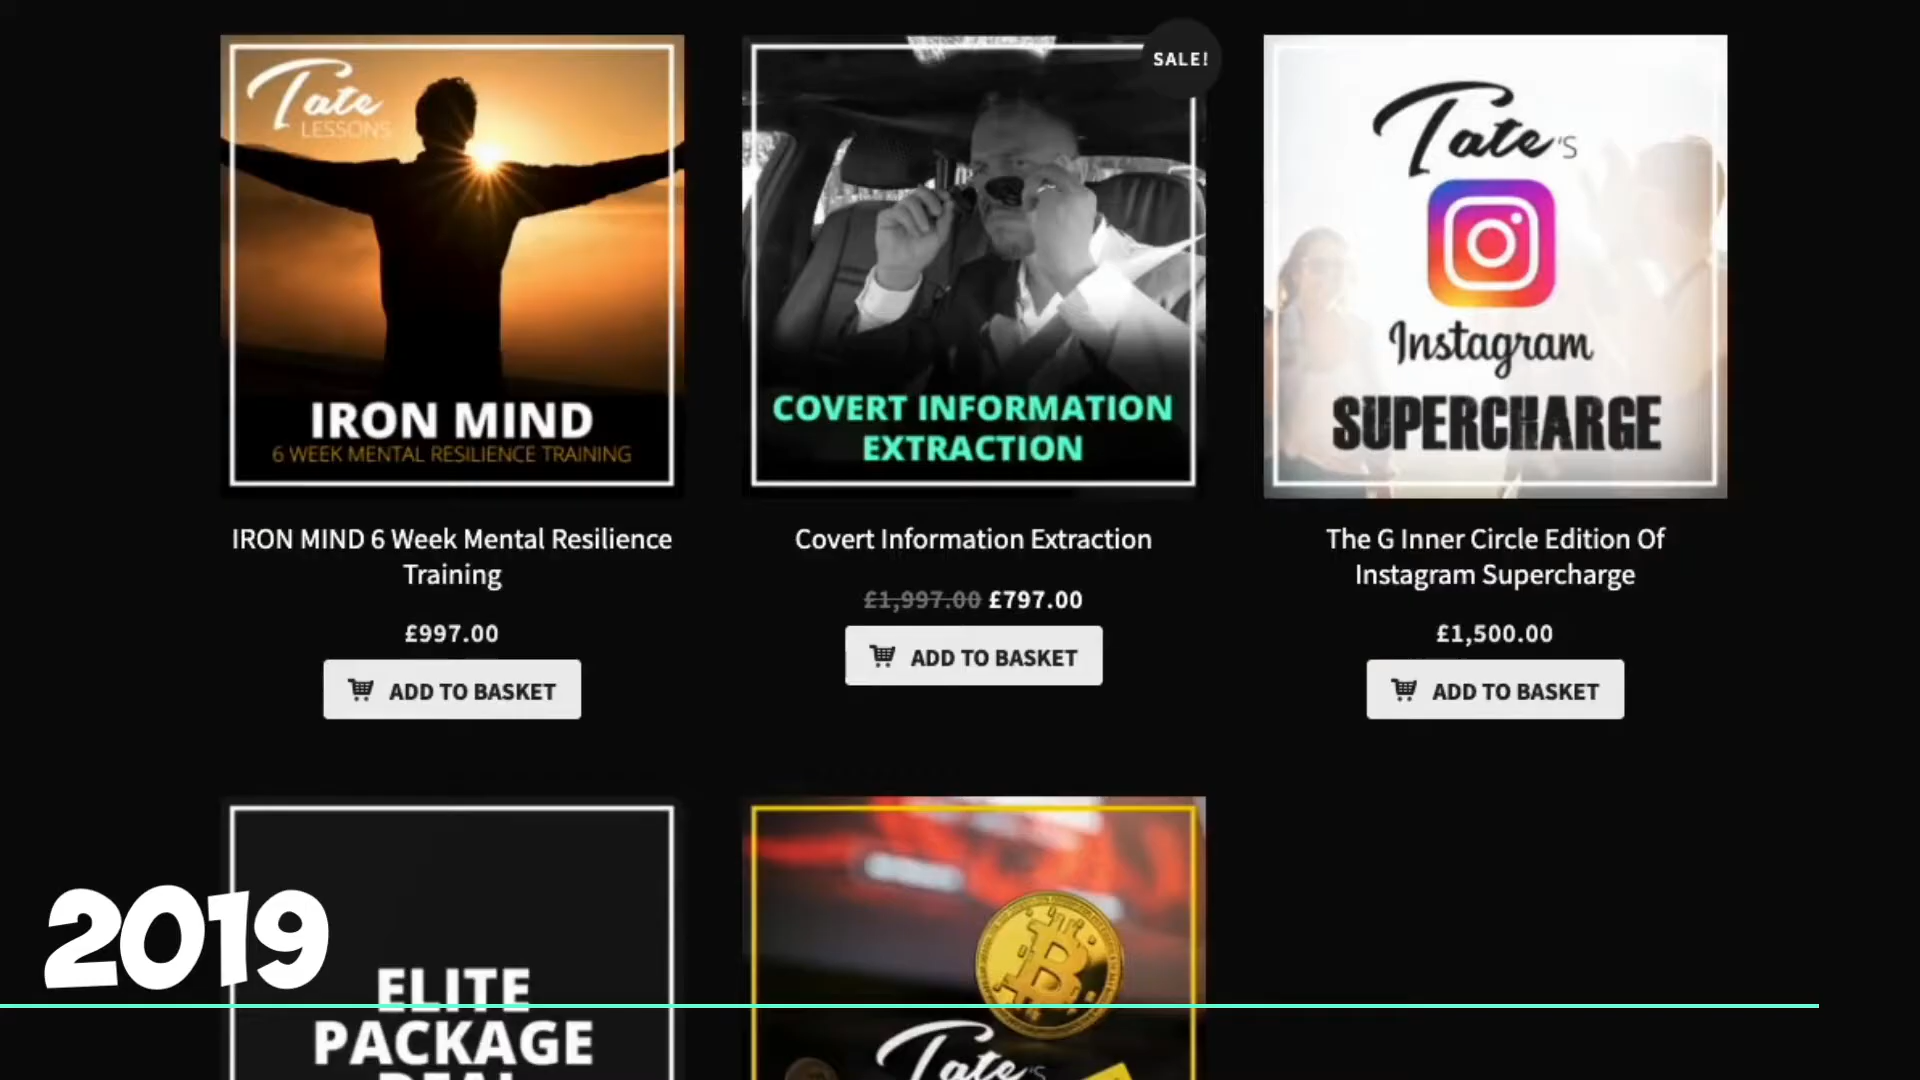 Tate
LESSONS
IRON MIND
6 WEEK MENTAL RESILIENCE TRAINING
IRON MIND 6 Week Mental Resilience
Training
£997.00
ADD TO BASKET
SALE!
COVERT INFORMATION
EXTRACTION
Covert Information Extraction
£1,997.00 £797.00
ADD TO BASKET
Tate'S
Instagram
SUPERCHARGE
The G Inner Circle Edition Of
Instagram Supercharge
£1,500.00
ADD TO BASKET
2019
ELITE
PACKAGE
DEAL
Tate'S